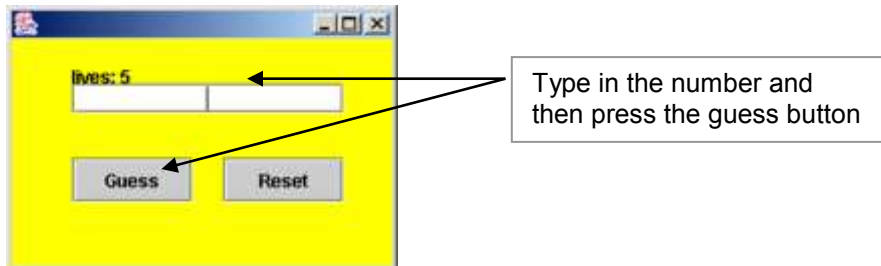 lives: 5
Type in the number and
then press the guess button
Guess
Reset